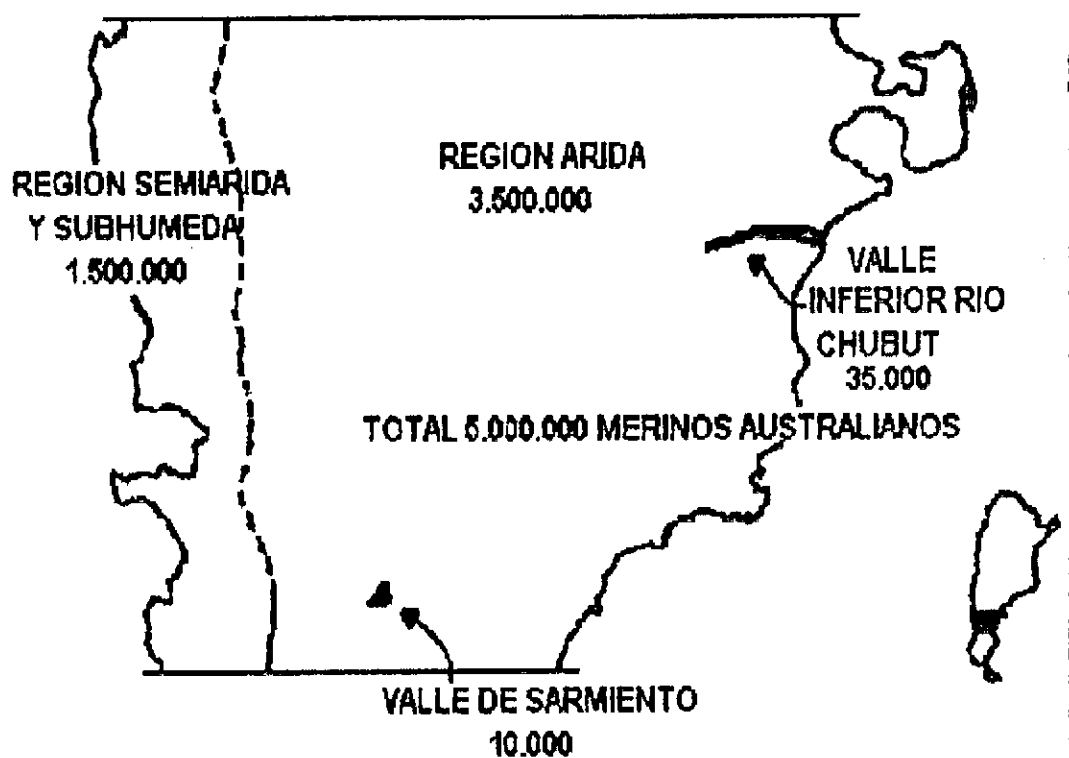 REGION SEMIARIDA
Y SUBHUMEDA
1.500.000
REGION ARIDA
3.500.000
VALLE
INFERIOR RIO
CHUBUT
35.000
TOTAL 5.000.000 MERINOS AUSTRALIANOS
VALLE DE SARMIENTO
10.000